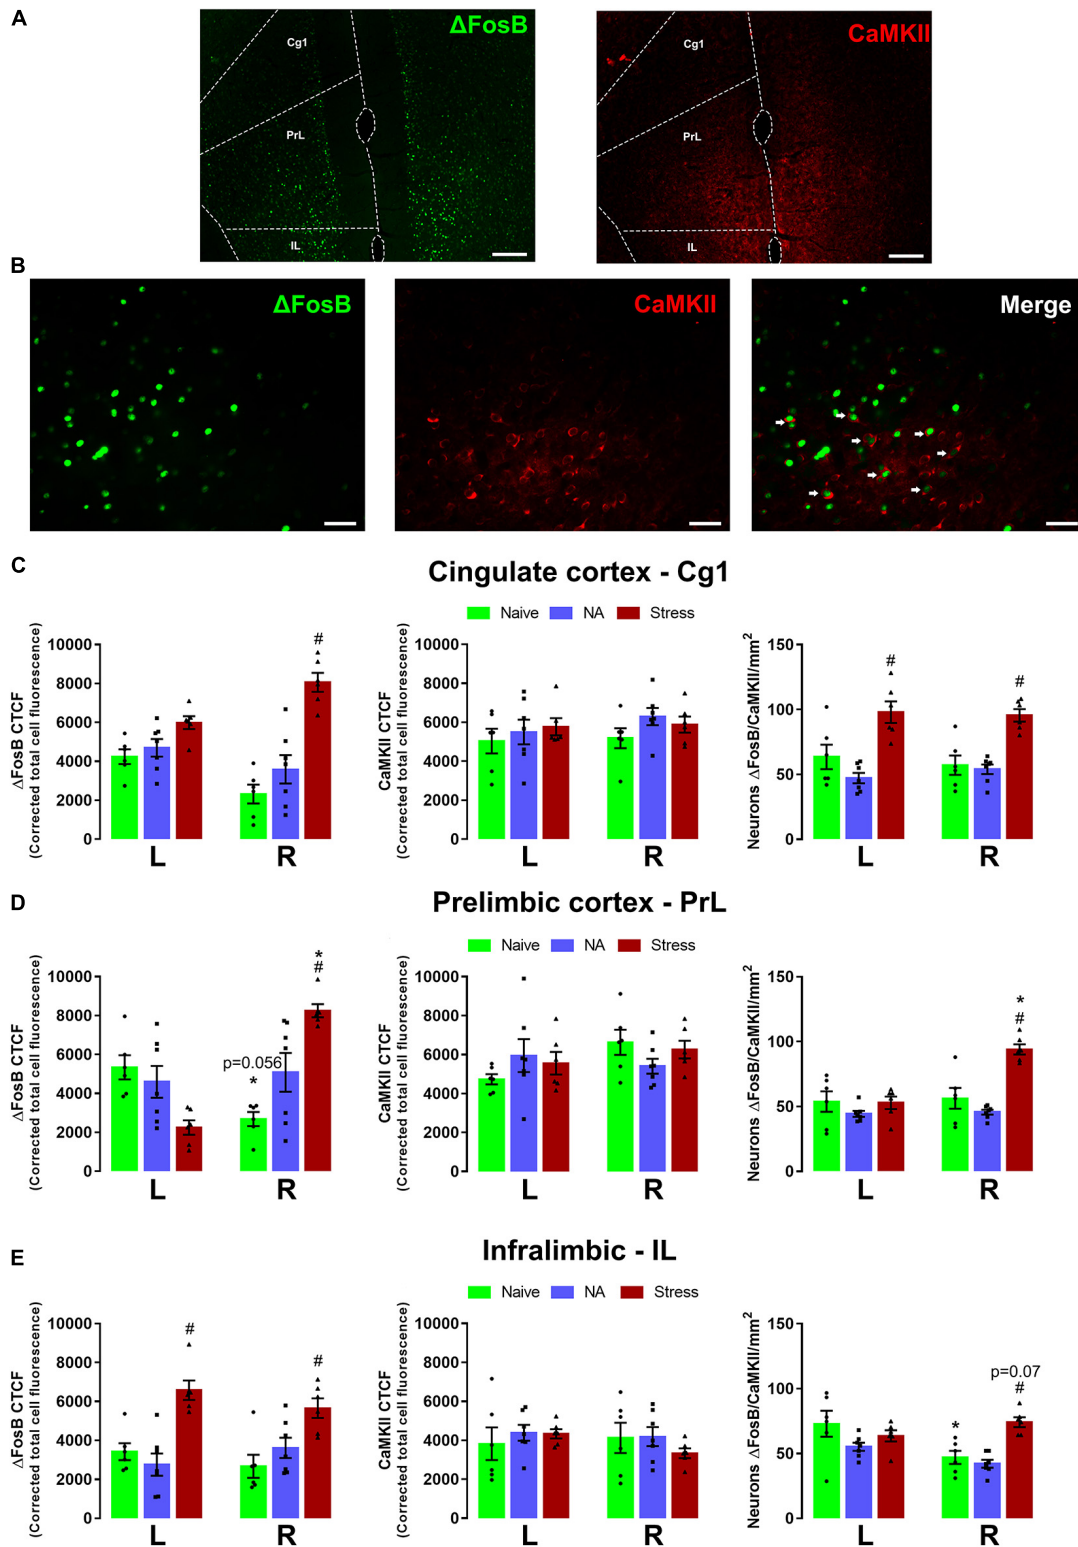 A
ΔFosB
Cg1
PrL
IL
CaMKII
Cg1
PrL
IL
B
ΔFosB
CaMKII
Merge
C
Cingulate cortex - Cg1
Naive NA Stress
ΔFosB CTCF
(Corrected total cell fluorescence)
10000
8000
6000
4000
2000
0
#
L R
CaMKII CTCF
(Corrected total cell fluorescence)
10000
8000
6000
4000
2000
0
L R
Neurons ΔFosB/CaMKII/mm²
150
100
50
0
# #
L R
D
Prelimbic cortex - PrL
Naive NA Stress
ΔFosB CTCF
(Corrected total cell fluorescence)
10000
8000
6000
4000
2000
0
p=0.056
*
*
#
L R
CaMKII CTCF
(Corrected total cell fluorescence)
10000
8000
6000
4000
2000
0
L R
Neurons ΔFosB/CaMKII/mm²
150
100
50
0
*
#
L R
E
Infralimbic - IL
Naive NA Stress
ΔFosB CTCF
(Corrected total cell fluorescence)
10000
8000
6000
4000
2000
0
# #
L R
CaMKII CTCF
(Corrected total cell fluorescence)
10000
8000
6000
4000
2000
0
L R
Neurons ΔFosB/CaMKII/mm²
150
100
50
0
*
p=0.07
#
L R